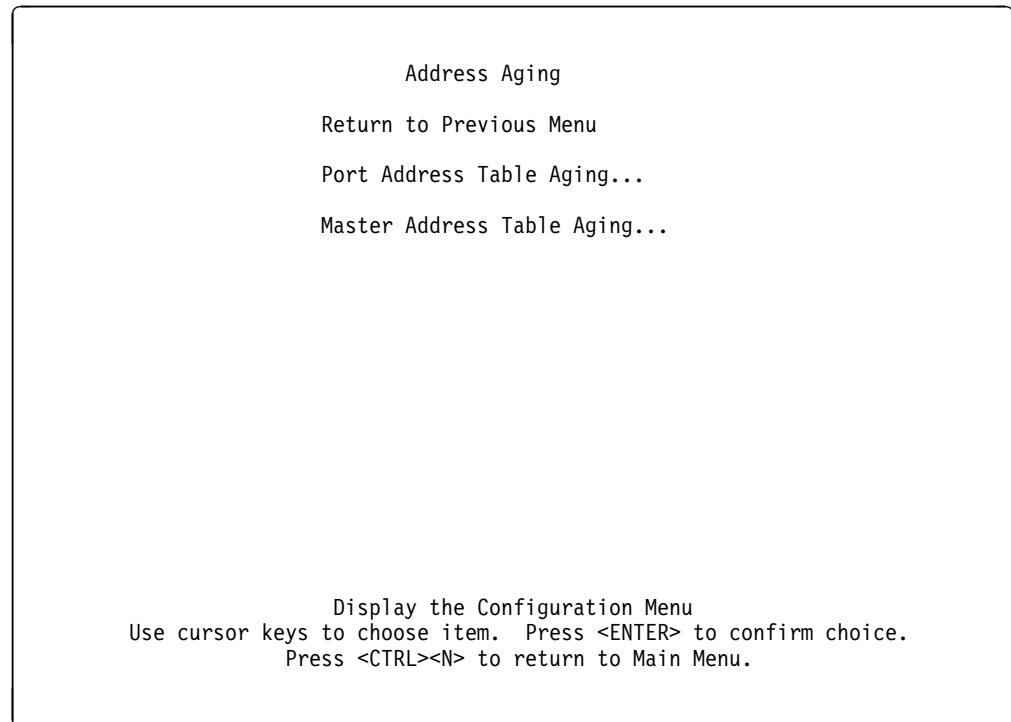 Address Aging
Return to Previous Menu
Port Address Table Aging...
Master Address Table Aging...
Display the Configuration Menu
Use cursor keys to choose item.  Press <ENTER> to confirm choice.
Press <CTRL><N> to return to Main Menu.